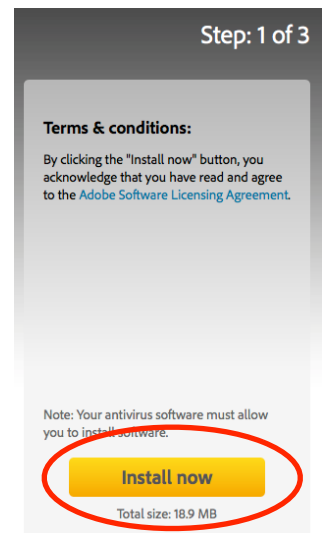 Step: 1 of 3
Terms & conditions:
By clicking the "Install now" button, you
acknowledge that you have read and agree
to the Adobe Software Licensing Agreement.
Note: Your antivirus software must allow
you to install software.
Install now
Total size: 18.9 MB